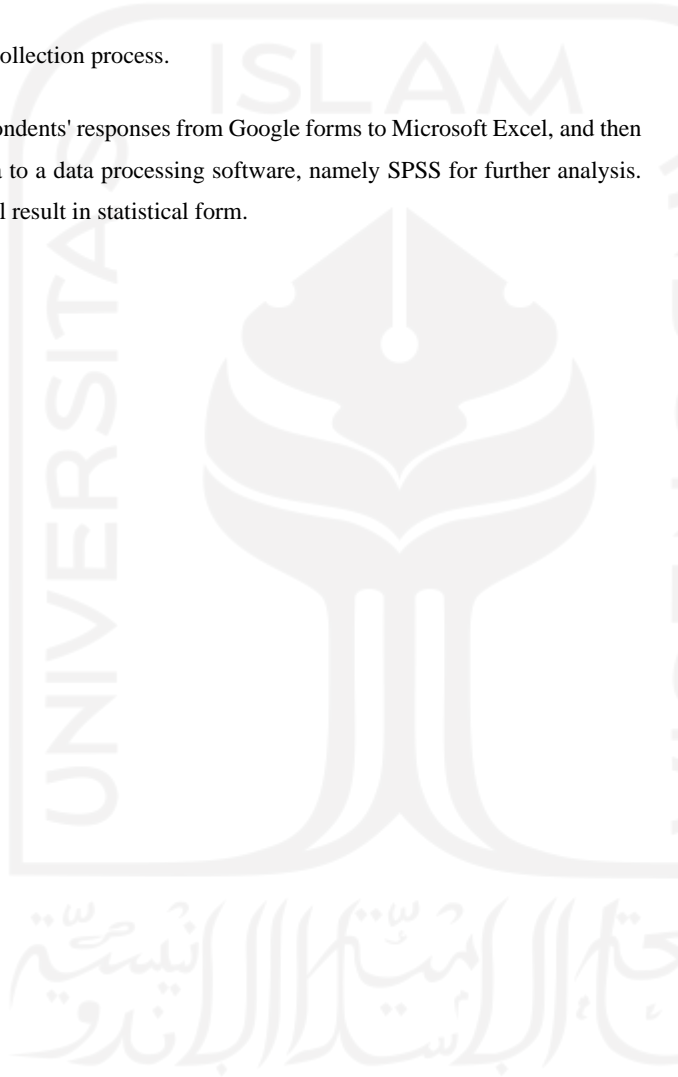 ISLAM
UNIVERSITAS
ollection process.
ondents' responses from Google forms to Microsoft Excel, and then
to a data processing software, namely SPSS for further analysis.
l result in statistical form.